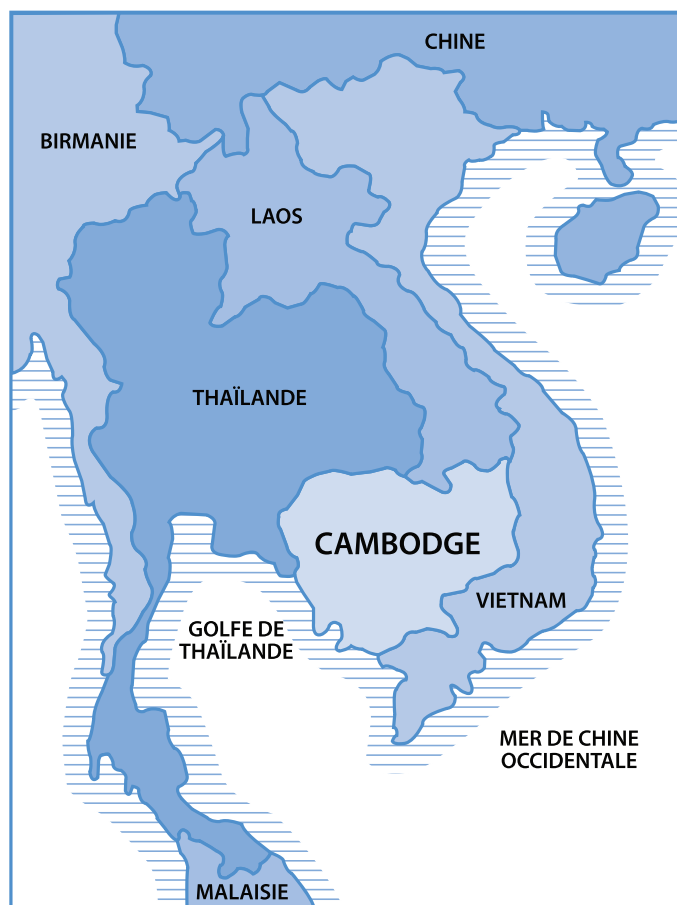 CHINE
BIRMANIE
LAOS
THAÏLANDE
CAMBODGE
VIETNAM
GOLFE DE
THAÏLANDE
MER DE CHINE
OCCIDENTALE
MALAISIE